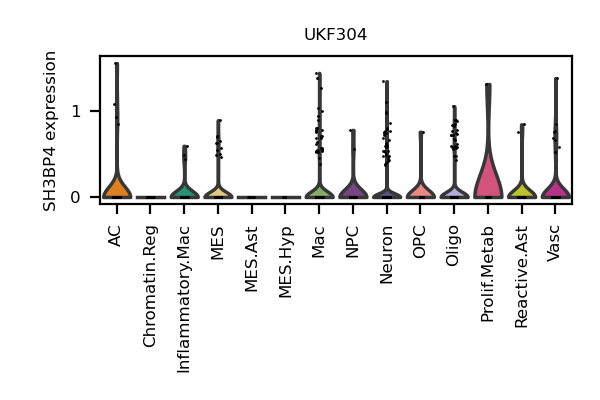 UKF304
SH3BP4 expression
1
0
AC
Chromatin.Reg
Inflammatory.Mac
MES
MES.Ast
MES.Hyp
Mac
NPC
Neuron
OPC
Oligo
Prolif.Metab
Reactive.Ast
Vasc